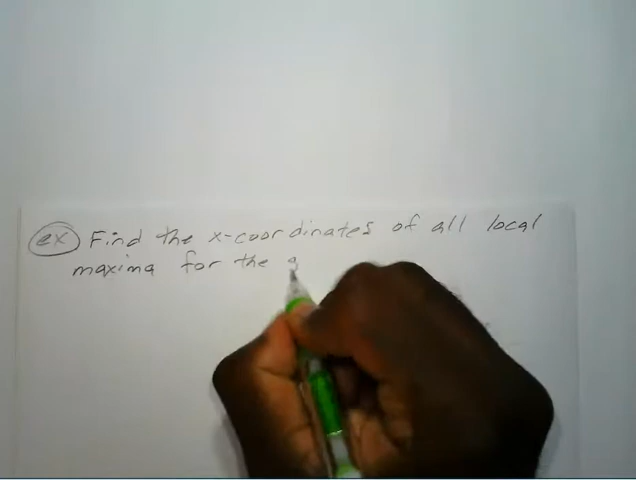 ex Find the x-coordinates of all local
maxima for the